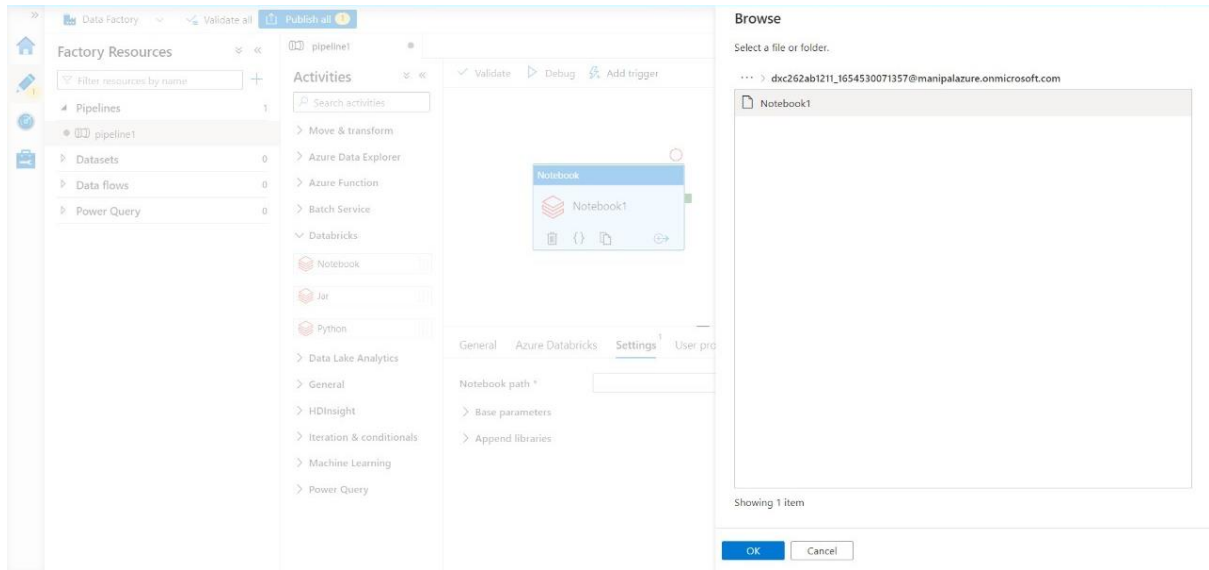 Data Factory
Validate all
Publish all 1
Factory Resources
Filter resources by name
1
Pipelines 1
pipeline1
Datasets 0
Data flows 0
Power Query 0
pipeline1
Activities
Search activities
Move & transform
Azure Data Explorer
Azure Function
Batch Service
Databricks
Notebook
Jar
Python
Data Lake Analytics
General
HDInsight
Iteration & conditionals
Machine Learning
Power Query
Validate Debug Add trigger
Notebook
Notebook1
{}
General Azure Databricks Settings 1 User pro
Notebook path *
Base parameters
Append libraries
Browse
Select a file or folder.
··· > dxc262ab1211_1654530071357@manipalazure.onmicrosoft.com
Notebook1
Showing 1 item
OK Cancel